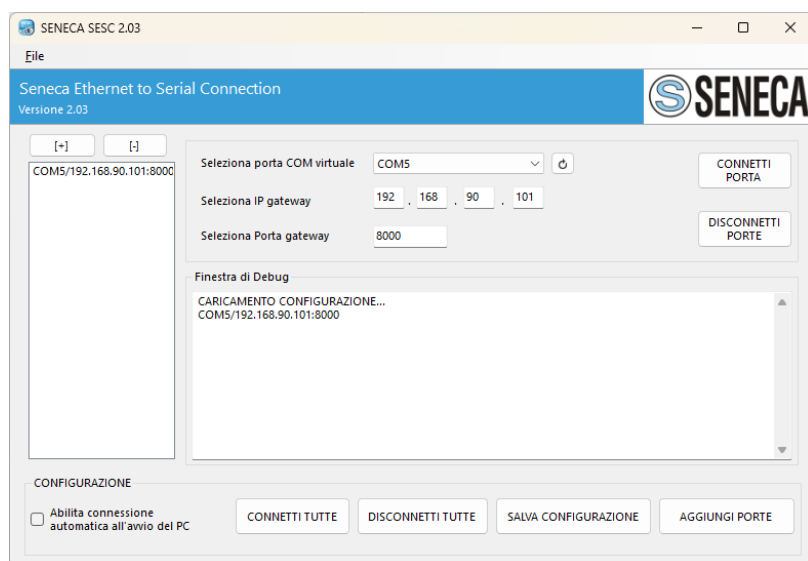 SENECA SESC 2.03
File
Seneca Ethernet to Serial Connection
Versione 2.03
SENECA
[+]
[-]
COM5/192.168.90.101:8000
Seleziona porta COM virtuale
COM5
CONNETTI
PORTA
Seleziona IP gateway
192 . 168 . 90 . 101
Seleziona Porta gateway
8000
DISCONNETTI
PORTE
Finestra di Debug
CARICAMENTO CONFIGURAZIONE...
COM5/192.168.90.101:8000
CONFIGURAZIONE
Abilita connessione
automatica all'avvio del PC
CONNETTI TUTTE
DISCONNETTI TUTTE
SALVA CONFIGURAZIONE
AGGIUNGI PORTE